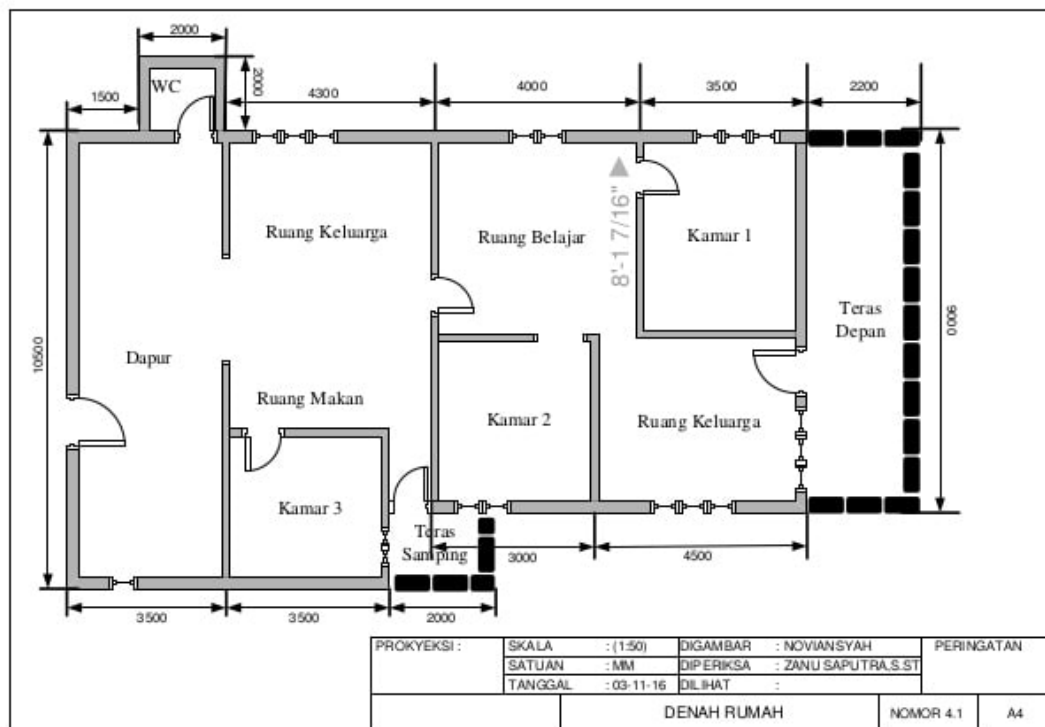 2000
WC
2000
1500
4300
4000
3500
2200
8'-1 7/16"
Ruang Keluarga
Ruang Belajar
Kamar 1
Teras
Depan
9000
10500
Dapur
Ruang Makan
Kamar 2
Ruang Keluarga
Kamar 3
Teras
Samping
3000
4500
3500
3500
2000
PROKYEKSI :
SKALA : (1:50)
DIGAMBAR : NOVIANSYAH
PERINGATAN
SATUAN : MM
DIPERIKSA : ZANU SAPUTRA,S.ST
TANGGAL : 03-11-16
DILIHAT :
DENAH RUMAH
NOMOR 4.1
A4